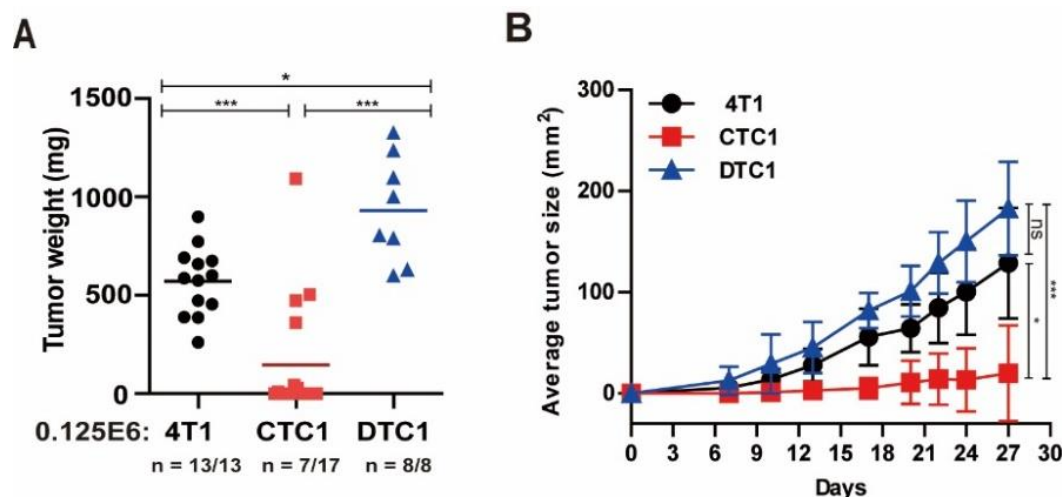 A
*
*** ***
1500
1000
500
0
Tumor weight (mg)
0.125E6: 4T1 CTC1 DTC1
n = 13/13 n = 7/17 n = 8/8
B
300
200
100
0
Average tumor size (mm²)
4T1
CTC1
DTC1
ns
*
***
0 3 6 9 12 15 18 21 24 27 30
Days